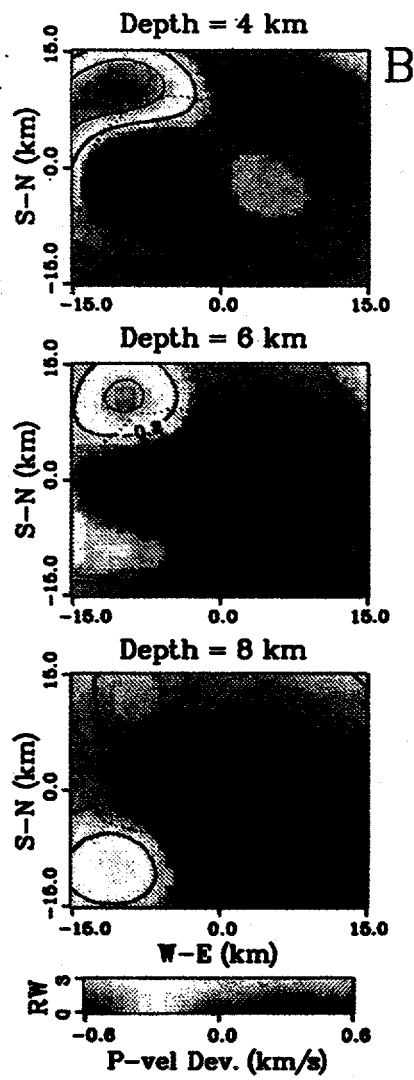 Depth = 4 km
B
15.0
0.0
-15.0
S-N (km)
-15.0 0.0 15.0
Depth = 6 km
15.0
0.0
-15.0
S-N (km)
-15.0 0.0 15.0
Depth = 8 km
15.0
0.0
-15.0
S-N (km)
-15.0 0.0 15.0
W-E (km)
RW
3
0
-0.6 0.6
P-vel Dev. (km/s)